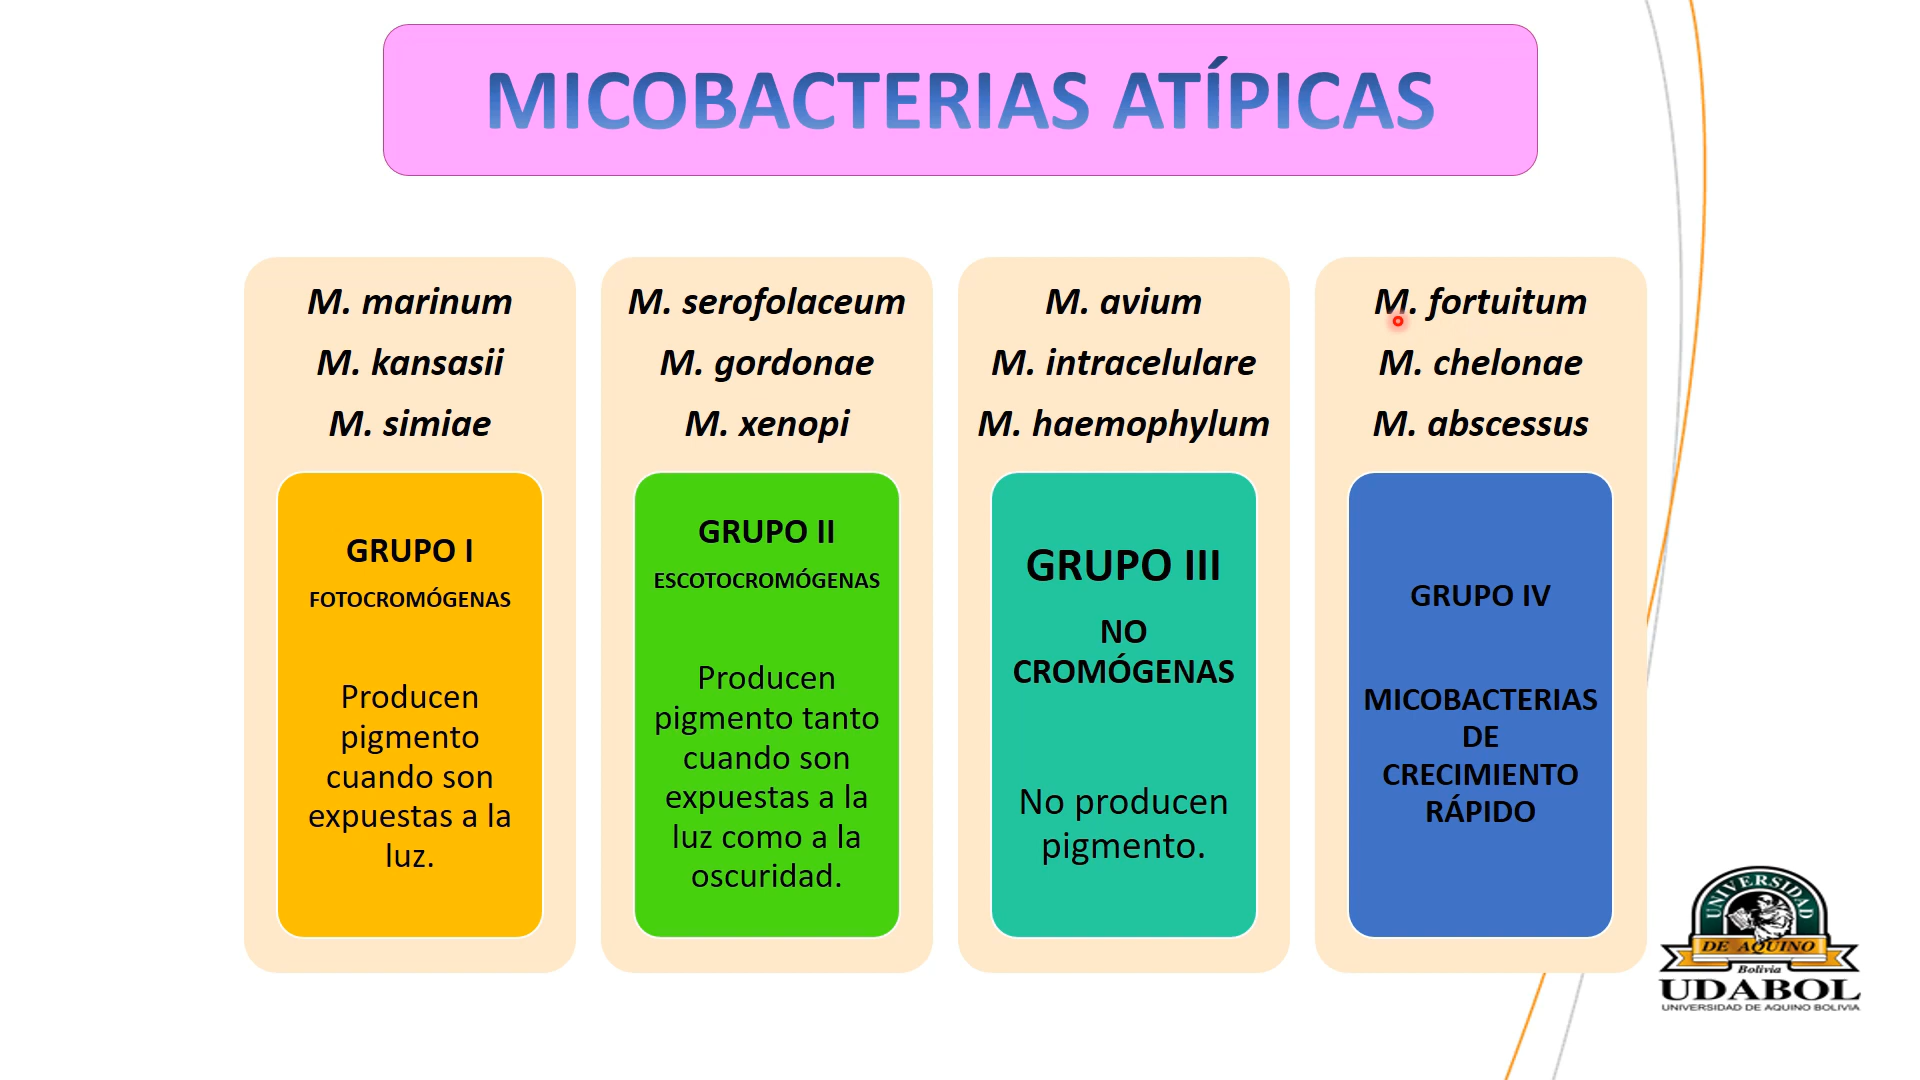 MICOBACTERIAS ATÍPICAS
M. marinum
M. kansasii
M. simiae
GRUPO I
FOTOCROMÓGENAS
Producen
pigmento
cuando son
expuestas a la
luz.
M. serofolaceum
M. gordonae
M. xenopi
GRUPO II
ESCOTOCROMÓGENAS
Producen
pigmento tanto
cuando son
expuestas a la
luz como a la
oscuridad.
M. avium
M. intracelulare
M. haemophylum
GRUPO III
NO
CROMÓGENAS
No producen
pigmento.
M. fortuitum
M. chelonae
M. abscessus
GRUPO IV
MICOBACTERIAS
DE
CRECIMIENTO
RÁPIDO
UNIVERSIDAD
DE AQUINO
Bolivia
UDABOL
UNIVERSIDAD DE AQUINO BOLIVIA